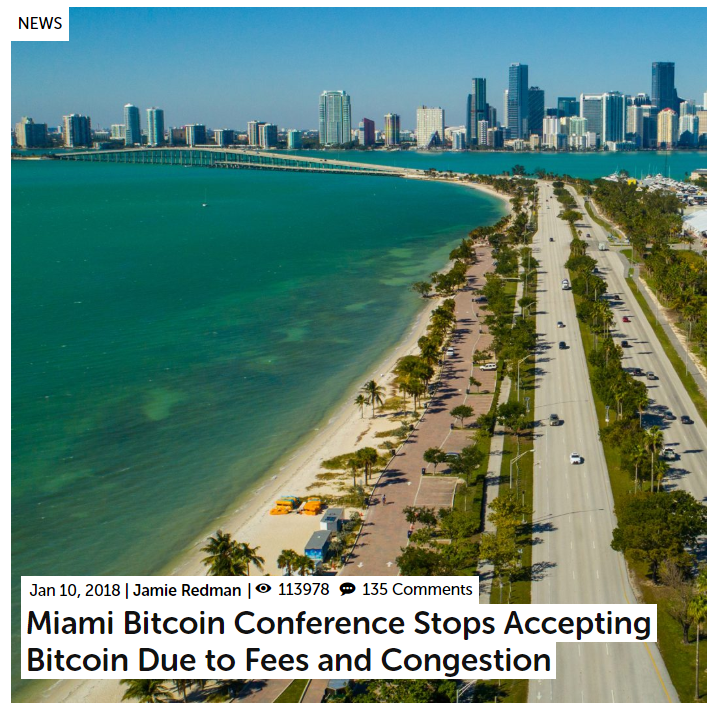 NEWS
Jan 10, 2018 | Jamie Redman | 113978 135 Comments
Miami Bitcoin Conference Stops Accepting
Bitcoin Due to Fees and Congestion